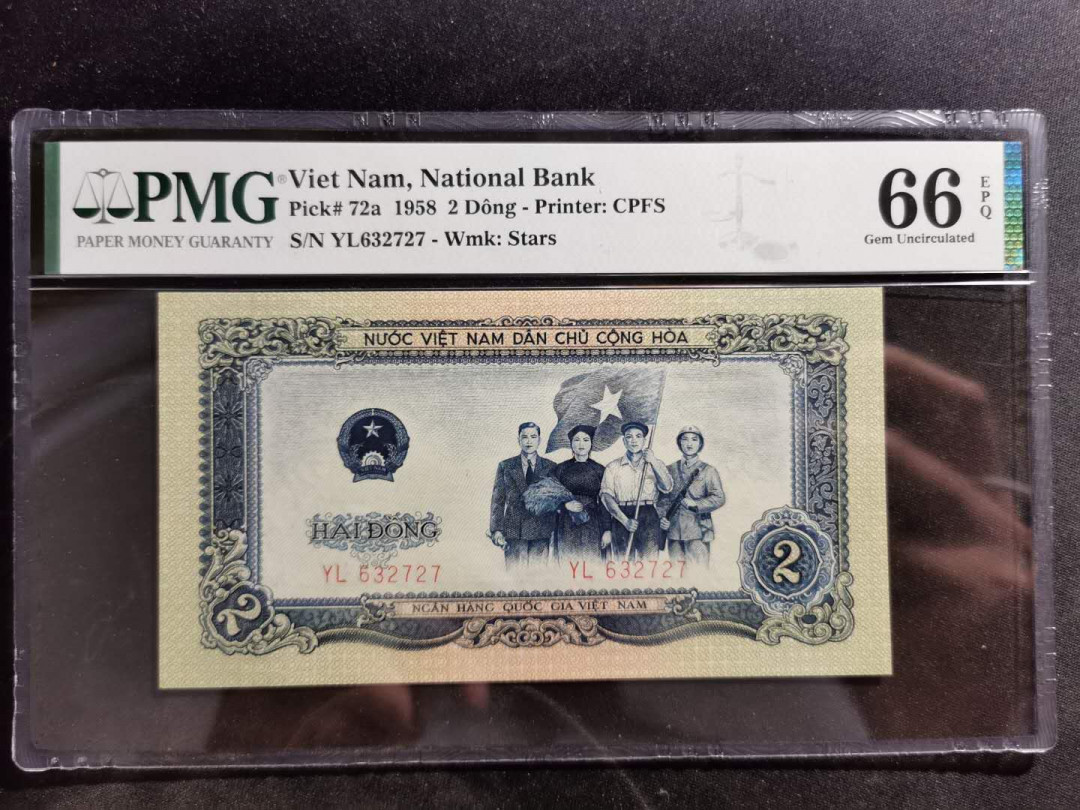 PMG®
PAPER MONEY GUARANTY
Viet Nam, National Bank
Pick# 72a 1958 2 Dông - Printer: CPFS
S/N YL632727 - Wmk: Stars
66
EPQ
Gem Uncirculated
NƯỚC VIỆT NAM DÂN CHỦ CỘNG HÒA
HAI ĐỒNG
YL 632727
YL 632727
2
2
NGÂN HÀNG QUỐC GIA VIỆT NAM